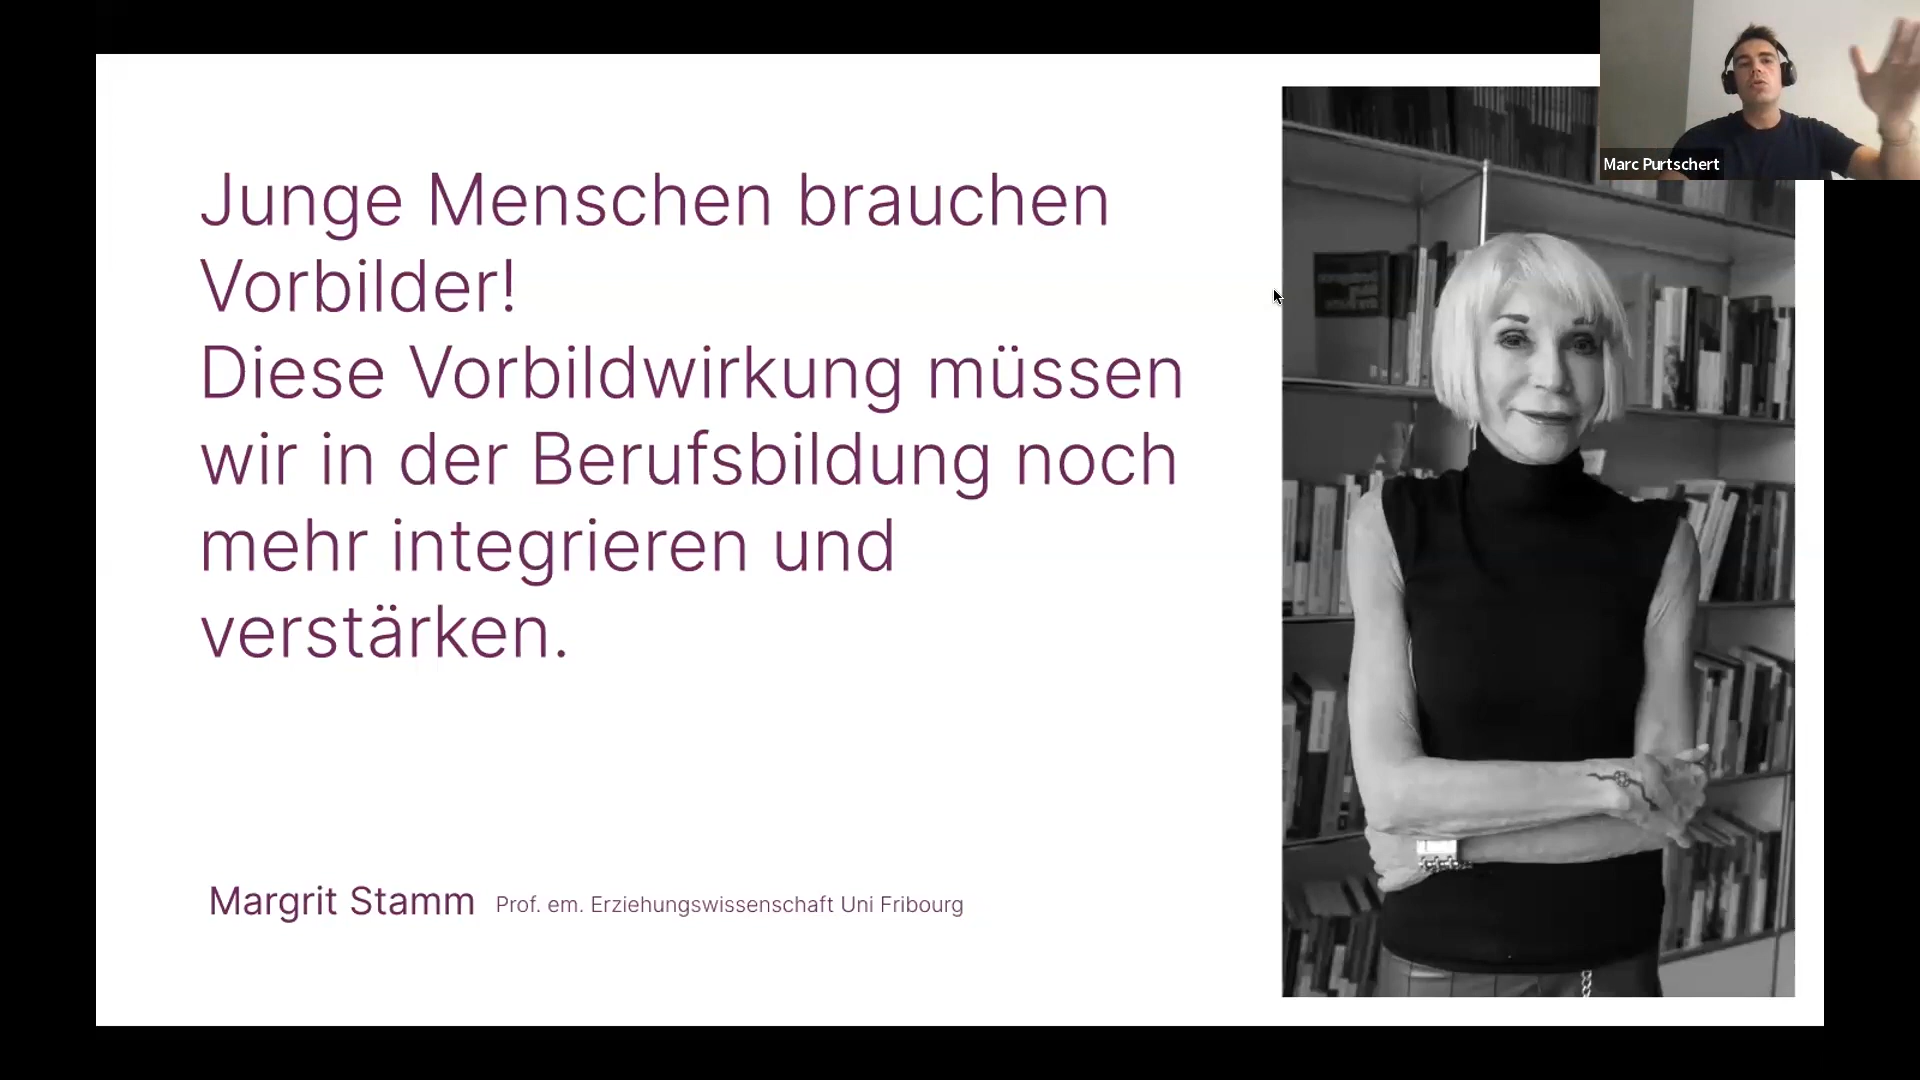 Junge Menschen brauchen
Vorbilder!
Diese Vorbildwirkung müssen
wir in der Berufsbildung noch
mehr integrieren und
verstärken.
Margrit Stamm Prof. em. Erziehungswissenschaft Uni Fribourg
Marc Purtschert